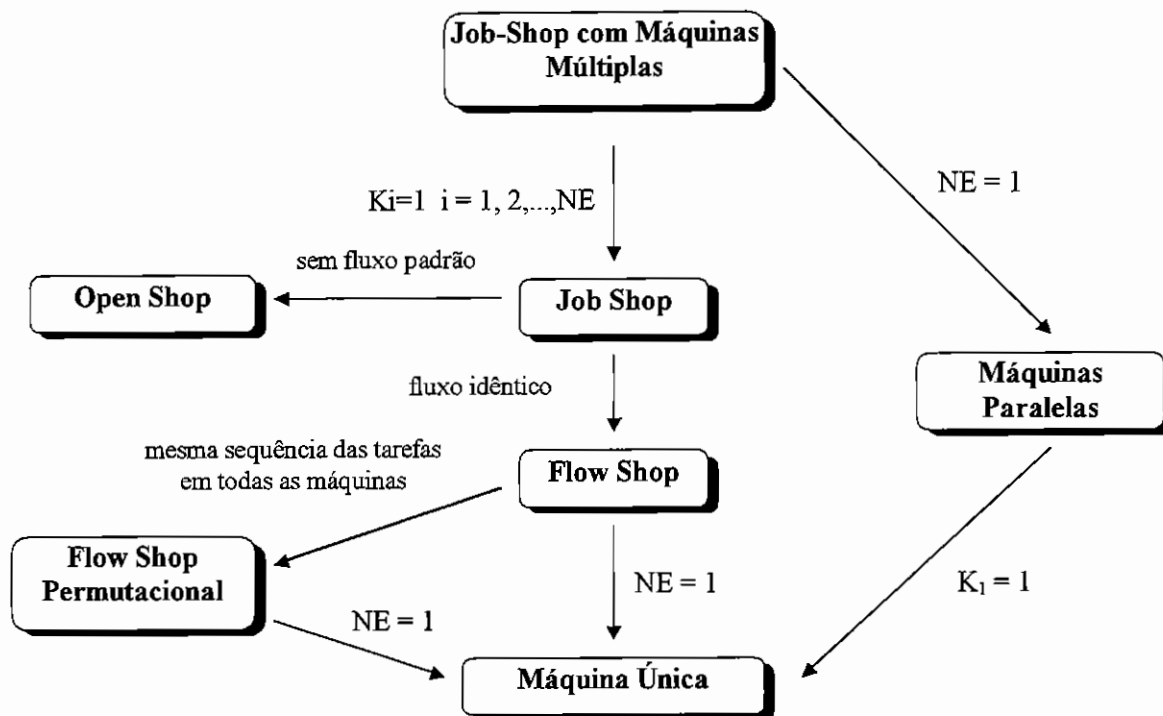 Job-Shop com Máquinas
Múltiplas
NE = 1
Ki=1 i = 1, 2,...,NE
sem fluxo padrão
Open Shop
Job Shop
Máquinas
Paralelas
fluxo idêntico
mesma sequência das tarefas
em todas as máquinas
Flow Shop
Flow Shop
Permutacional
NE = 1
K₁ = 1
NE = 1
Máquina Única